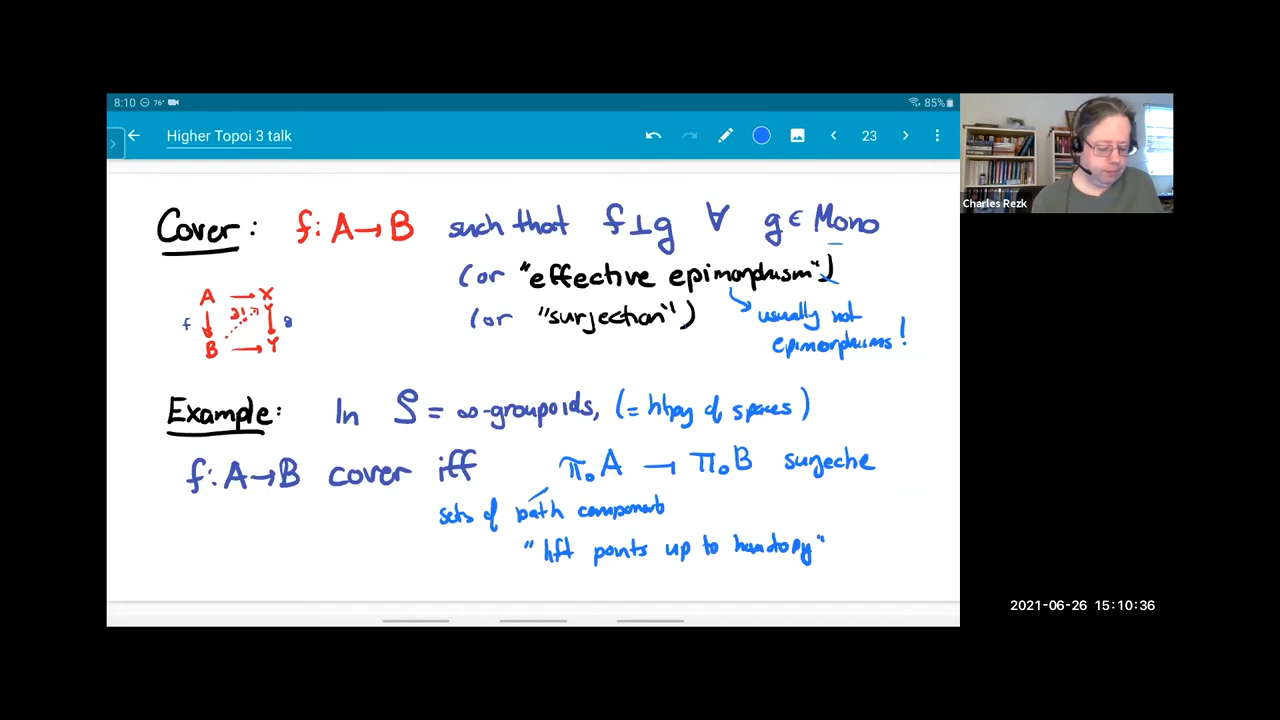 8:10 76°
85%
Higher Topoi 3 talk
23
Charles Rezk
Cover: f: A → B such that f ⊥ g ∀ g ∈ Mono
(or "effective epimorphism")
usually not
epimorphisms!
(or "surjection")
A → X
f ∃! g
B → Y
Example: In S = ∞-groupoids, (= hthy of spaces)
f: A → B cover iff π₀A → π₀B surjective
sets of path components
"lift points up to homotopy"
2021-06-26 15:10:36